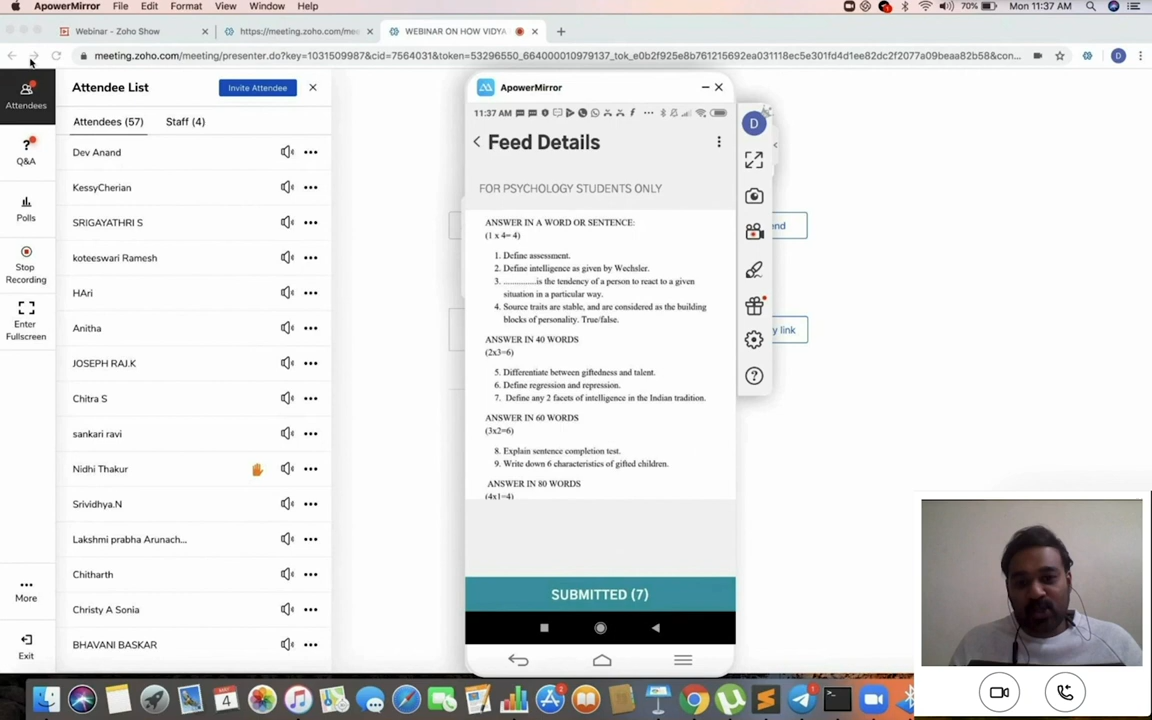 ApowerMirror File Edit Format View Window Help
70% Mon 11:37 AM
Webinar - Zoho Show
https://meeting.zoho.com/mee
WEBINAR ON HOW VIDYA
meeting.zoho.com/meeting/presenter.do?key=1031509987&cid=7564031&token=53296550_664000010979137_tok_e0b2f925e8b761215692ea031118ec5e301fd4d1ee82dc2f2077a09beaa82b58&con...
D
Attendees
Q&A
Polls
Stop
Recording
Enter
Fullscreen
More
Exit
Attendee List
Invite Attendee
Attendees (57)
Staff (4)
Dev Anand
KessyCherian
SRIGAYATHRI S
koteeswari Ramesh
HAri
Anitha
JOSEPH RAJ.K
Chitra S
sankari ravi
Nidhi Thakur
Srividhya.N
Lakshmi prabha Arunach...
Chitharth
Christy A Sonia
BHAVANI BASKAR
ApowerMirror
11:37 AM
Feed Details
FOR PSYCHOLOGY STUDENTS ONLY
ANSWER IN A WORD OR SENTENCE:
(1 x 4= 4)
1. Define assessment.
2. Define intelligence as given by Wechsler.
3. ...............is the tendency of a person to react to a given
situation in a particular way.
4. Source traits are stable, and are considered as the building
blocks of personality. True/false.
ANSWER IN 40 WORDS
(2x3=6)
5. Differentiate between giftedness and talent.
6. Define regression and repression.
7. Define any 2 facets of intelligence in the Indian tradition.
ANSWER IN 60 WORDS
(3x2=6)
8. Explain sentence completion test.
9. Write down 6 characteristics of gifted children.
ANSWER IN 80 WORDS
(4x1=4)
SUBMITTED (7)
D
end
y link
4